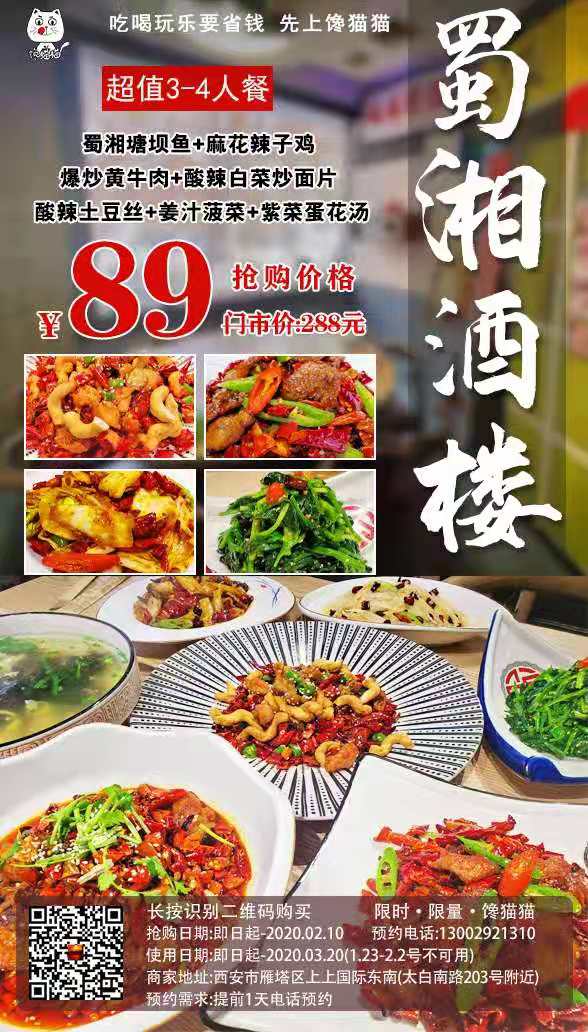 吃喝玩乐要省钱 先上馋猫猫
超值3-4人餐
蜀湘塘坝鱼+麻花辣子鸡
爆炒黄牛肉+酸辣白菜炒面片
酸辣土豆丝+姜汁菠菜+紫菜蛋花汤
¥89 抢购价格
门市价:288元
蜀湘酒楼
长按识别二维码购买 限时·限量·馋猫猫
抢购日期:即日起-2020.02.10 预约电话:13002921310
使用日期:即日起-2020.03.20(1.23-2.2号不可用)
商家地址:西安市雁塔区上上国际东南(太白南路203号附近)
预约需求:提前1天电话预约